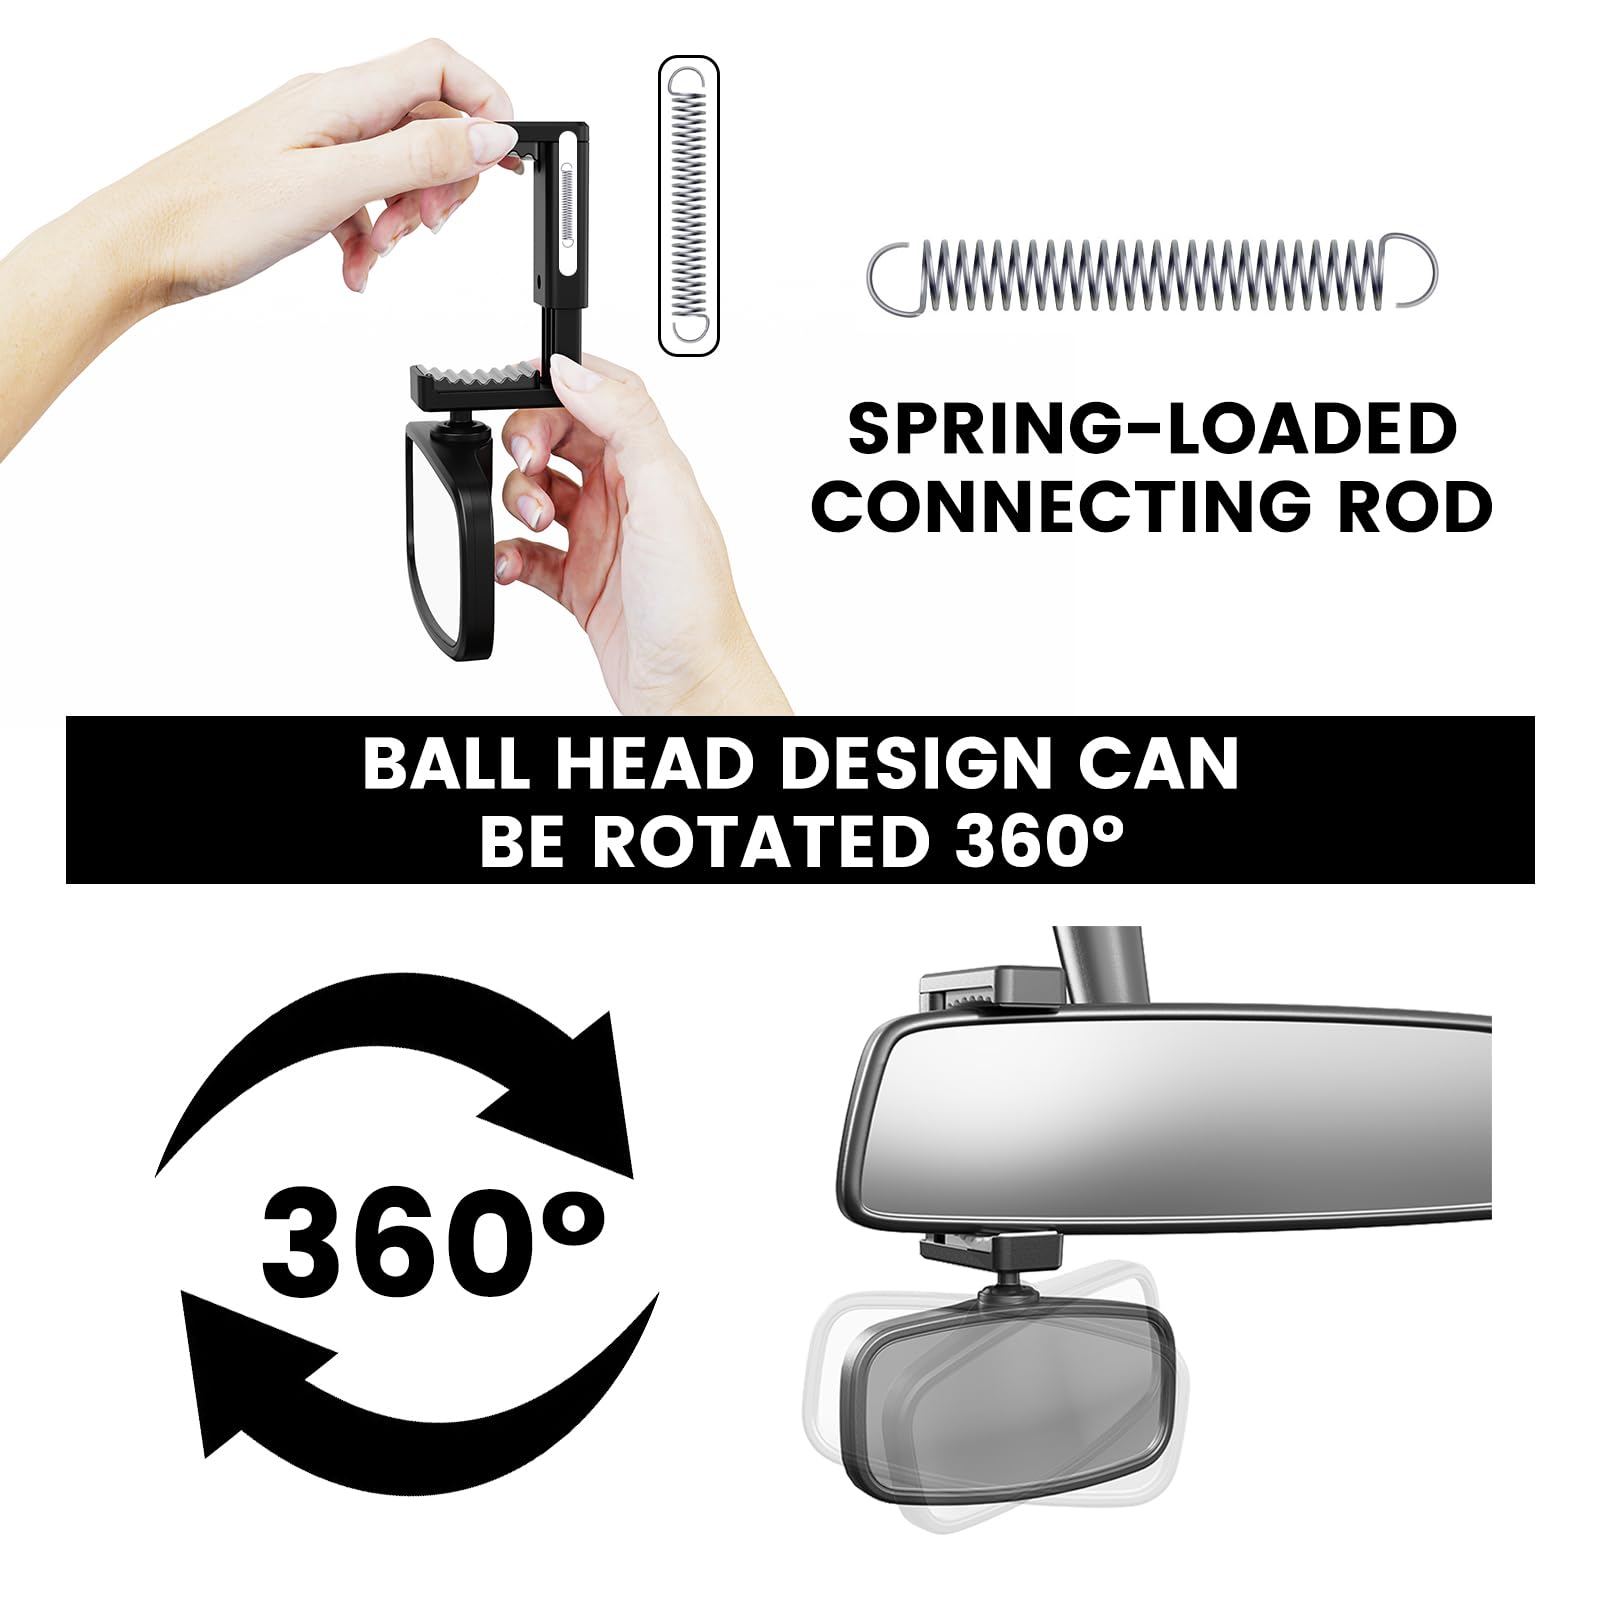 SPRING-LOADED
CONNECTING ROD
BALL HEAD DESIGN CAN
BE ROTATED 360°
360°